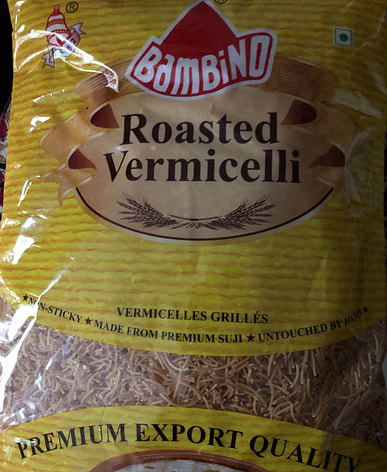 ®
®
BamBiNO
Roasted
Vermicelli
VERMICELLES GRILLÉS
★NON-STICKY ★ MADE FROM PREMIUM SUJI ★ UNTOUCHED BY HAND★
PREMIUM EXPORT QUALITY